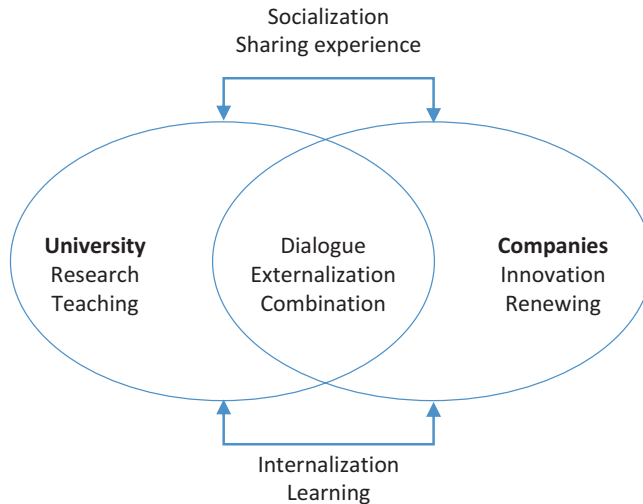 Socialization
Sharing experience
University
Research
Teaching
Dialogue
Externalization
Combination
Companies
Innovation
Renewing
Internalization
Learning